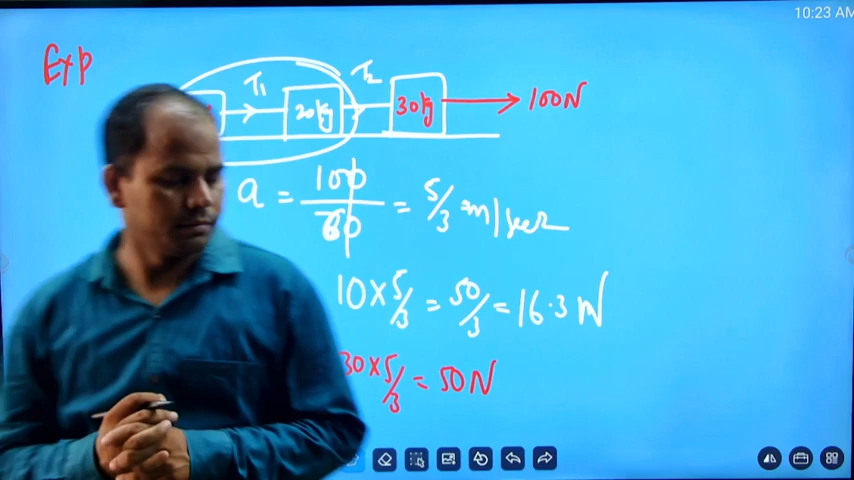 10:23 AM
Exp
T₁ T₂
20kg 30kg 100N
a = 100/60 = 5/3 m/sec²
10 × 5/3 = 50/3 = 16.3 N
30 × 5/3 = 50N